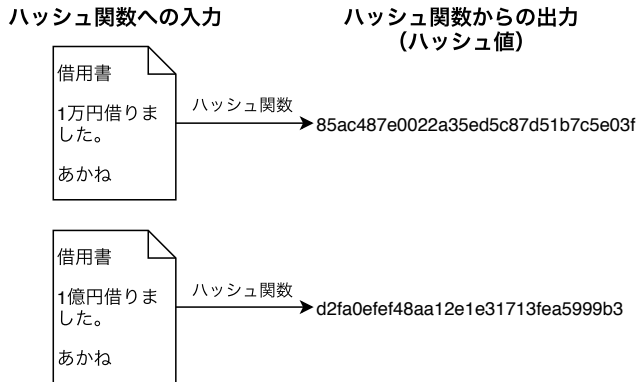 ハッシュ関数への入力
ハッシュ関数からの出力
（ハッシュ値）
借用書
1万円借りま
した。
あかね
ハッシュ関数
85ac487e0022a35ed5c87d51b7c5e03f
借用書
1億円借りま
した。
あかね
ハッシュ関数
d2fa0efef48aa12e1e31713fea5999b3